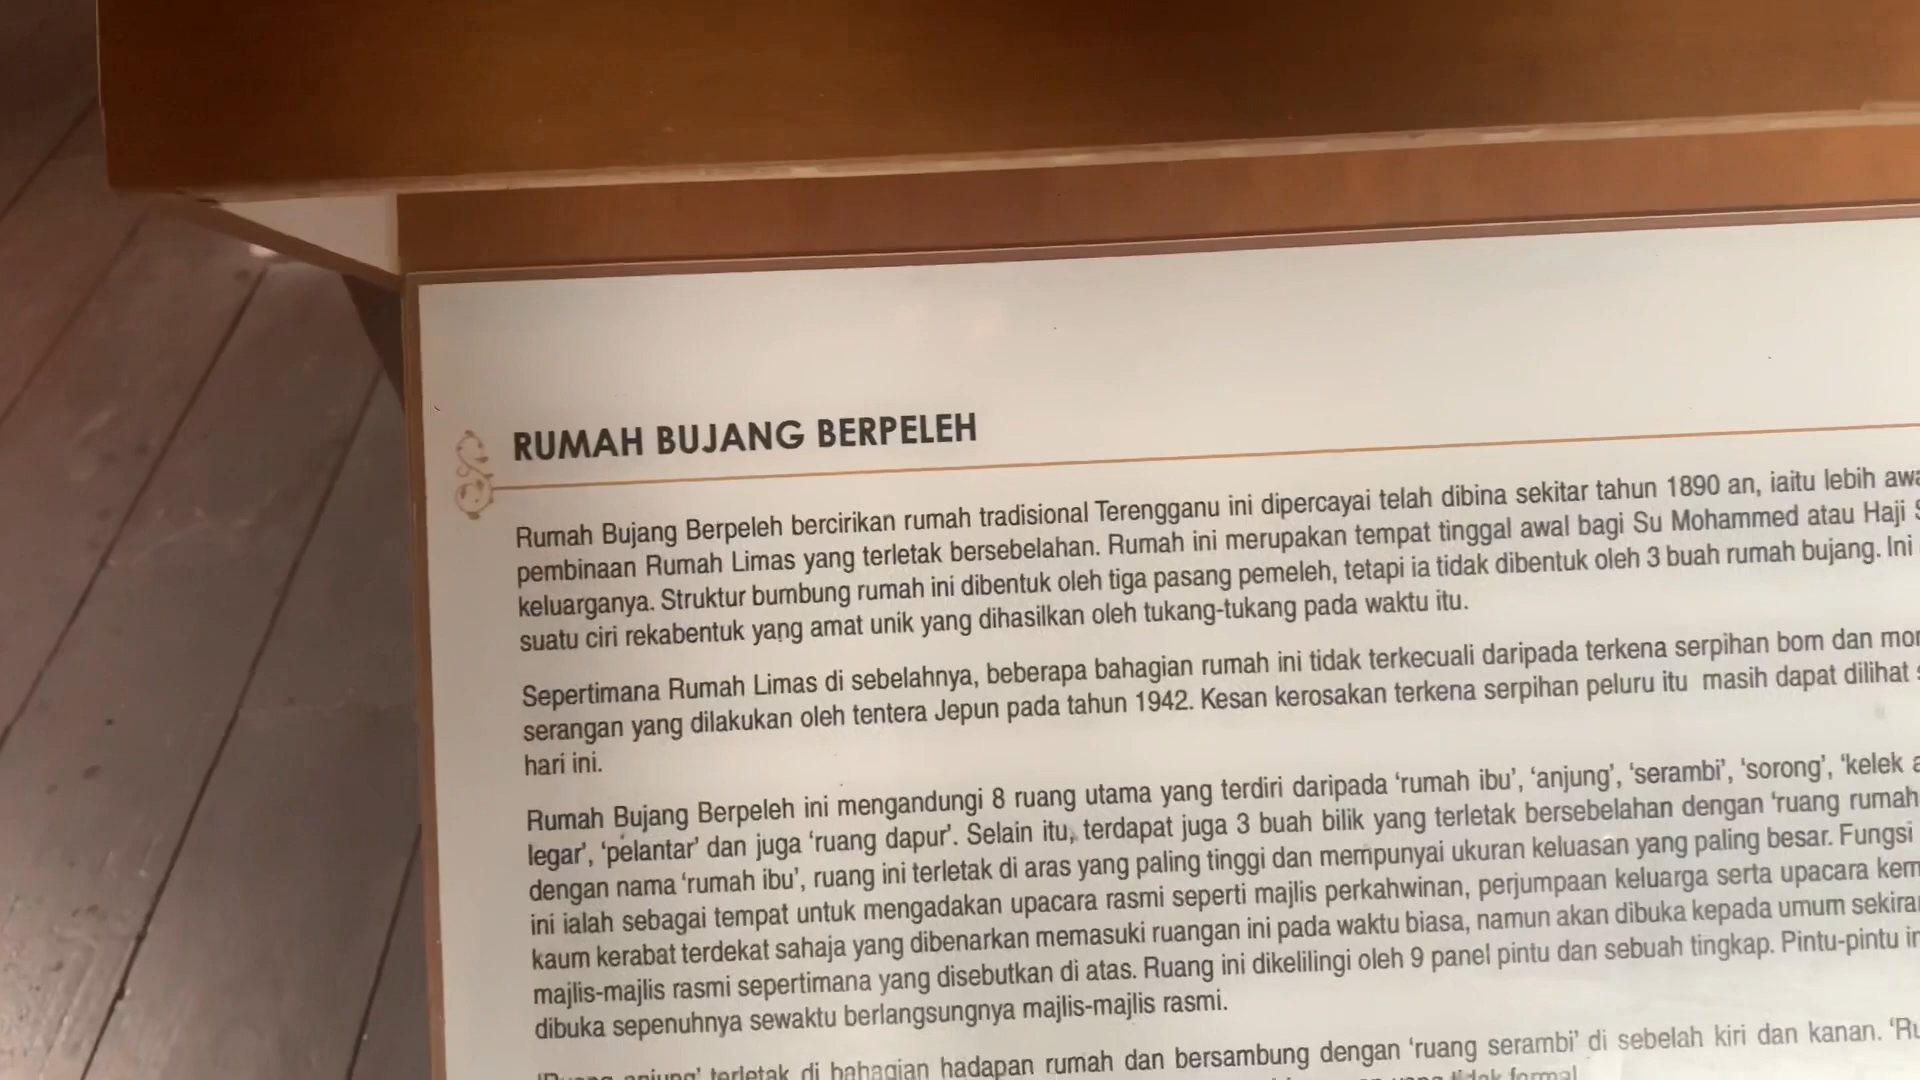 RUMAH BUJANG BERPELEH
Rumah Bujang Berpeleh bercirikan rumah tradisional Terengganu ini dipercayai telah dibina sekitar tahun 1890 an, iaitu lebih
pembinaan Rumah Limas yang terletak bersebelahan. Rumah ini merupakan tempat tinggal awal bagi Su Mohammed atau Haji
keluarganya. Struktur bumbung rumah ini dibentuk oleh tiga pasang pemeleh, tetapi ia tidak dibentuk oleh 3 buah rumah bujang. Ini
suatu ciri rekabentuk yang amat unik yang dihasilkan oleh tukang-tukang pada waktu itu.
Sepertimana Rumah Limas di sebelahnya, beberapa bahagian rumah ini tidak terkecuali daripada terkena serpihan bom dan
serangan yang dilakukan oleh tentera Jepun pada tahun 1942. Kesan kerosakan terkena serpihan peluru itu masih dapat dilihat
hari ini.
Rumah Bujang Berpeleh ini mengandungi 8 ruang utama yang terdiri daripada ‘rumah ibu’, ‘anjung’, ‘serambi’, ‘sorong’, ‘kelek
legar’, ‘pelantar’ dan juga ‘ruang dapur’. Selain itu, terdapat juga 3 buah bilik yang terletak bersebelahan dengan ‘ruang rumah
dengan nama ‘rumah ibu’, ruang ini terletak di aras yang paling tinggi dan mempunyai ukuran keluasan yang paling besar. Fungsi
ini ialah sebagai tempat untuk mengadakan upacara rasmi seperti majlis perkahwinan, perjumpaan keluarga serta upacara
kaum kerabat terdekat sahaja yang dibenarkan memasuki ruangan ini pada waktu biasa, namun akan dibuka kepada umum
majlis-majlis rasmi sepertimana yang disebutkan di atas. Ruang ini dikelilingi oleh 9 panel pintu dan sebuah tingkap. Pintu-pintu
dibuka sepenuhnya sewaktu berlangsungnya majlis-majlis rasmi.
‘Ruang anjung’ terletak di bahagian hadapan rumah dan bersambung dengan ‘ruang serambi’ di sebelah kiri dan kanan.
tidak formal